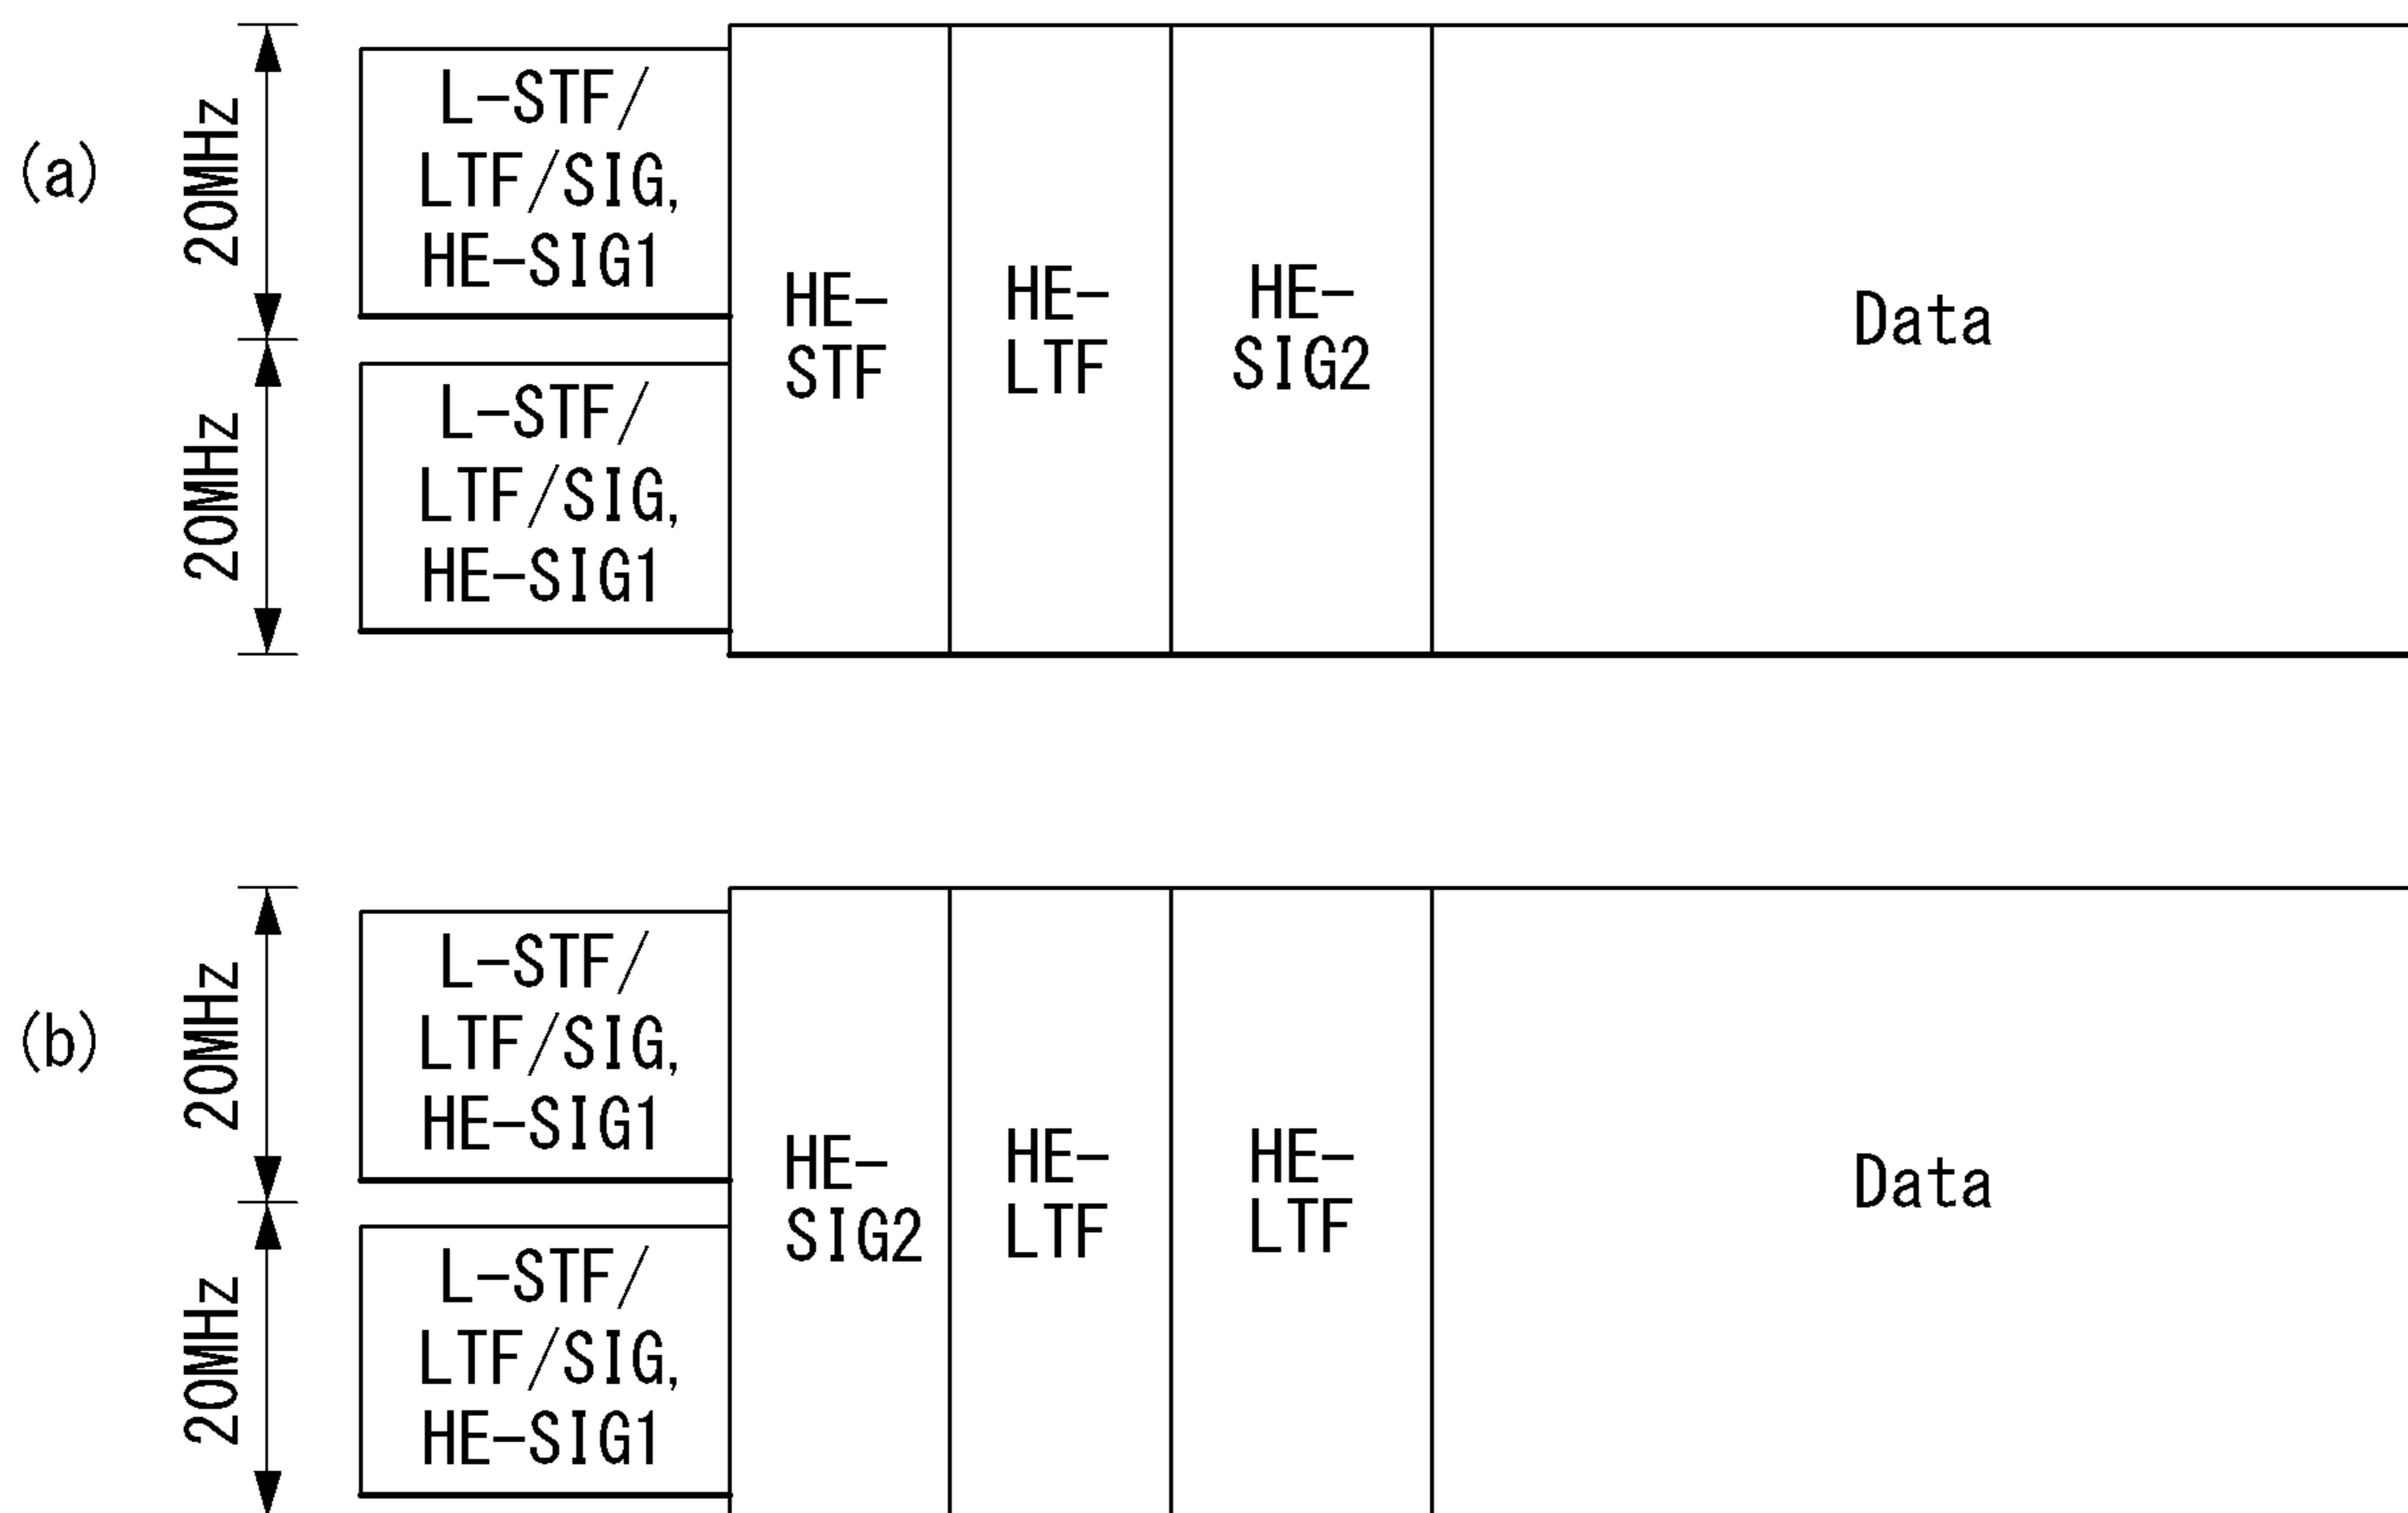 (a)
20MHz
L-STF/
LTF/SIG,
HE-SIG1
20MHz
L-STF/
LTF/SIG,
HE-SIG1
HE-
STF
HE-
LTF
HE-
SIG2
Data
(b)
20MHz
L-STF/
LTF/SIG,
HE-SIG1
20MHz
L-STF/
LTF/SIG,
HE-SIG1
HE-
SIG2
HE-
LTF
HE-
LTF
Data